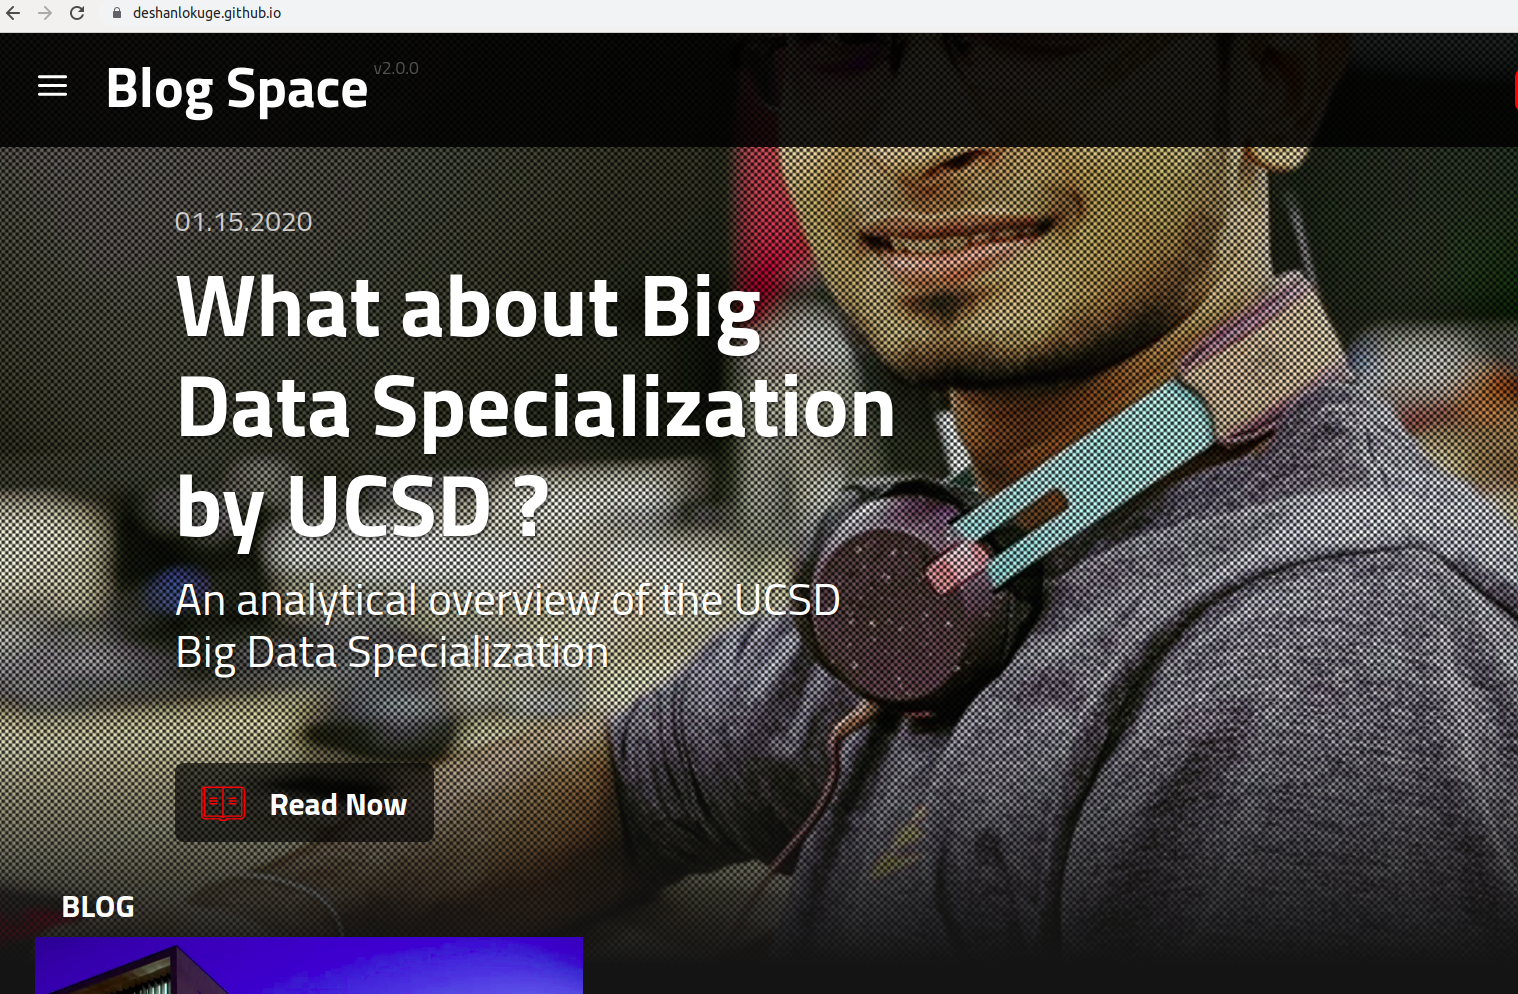 deshanlokuge.github.io
Blog Space v2.0.0
01.15.2020
What about Big
Data Specialization
by UCSD ?
An analytical overview of the UCSD
Big Data Specialization
Read Now
BLOG